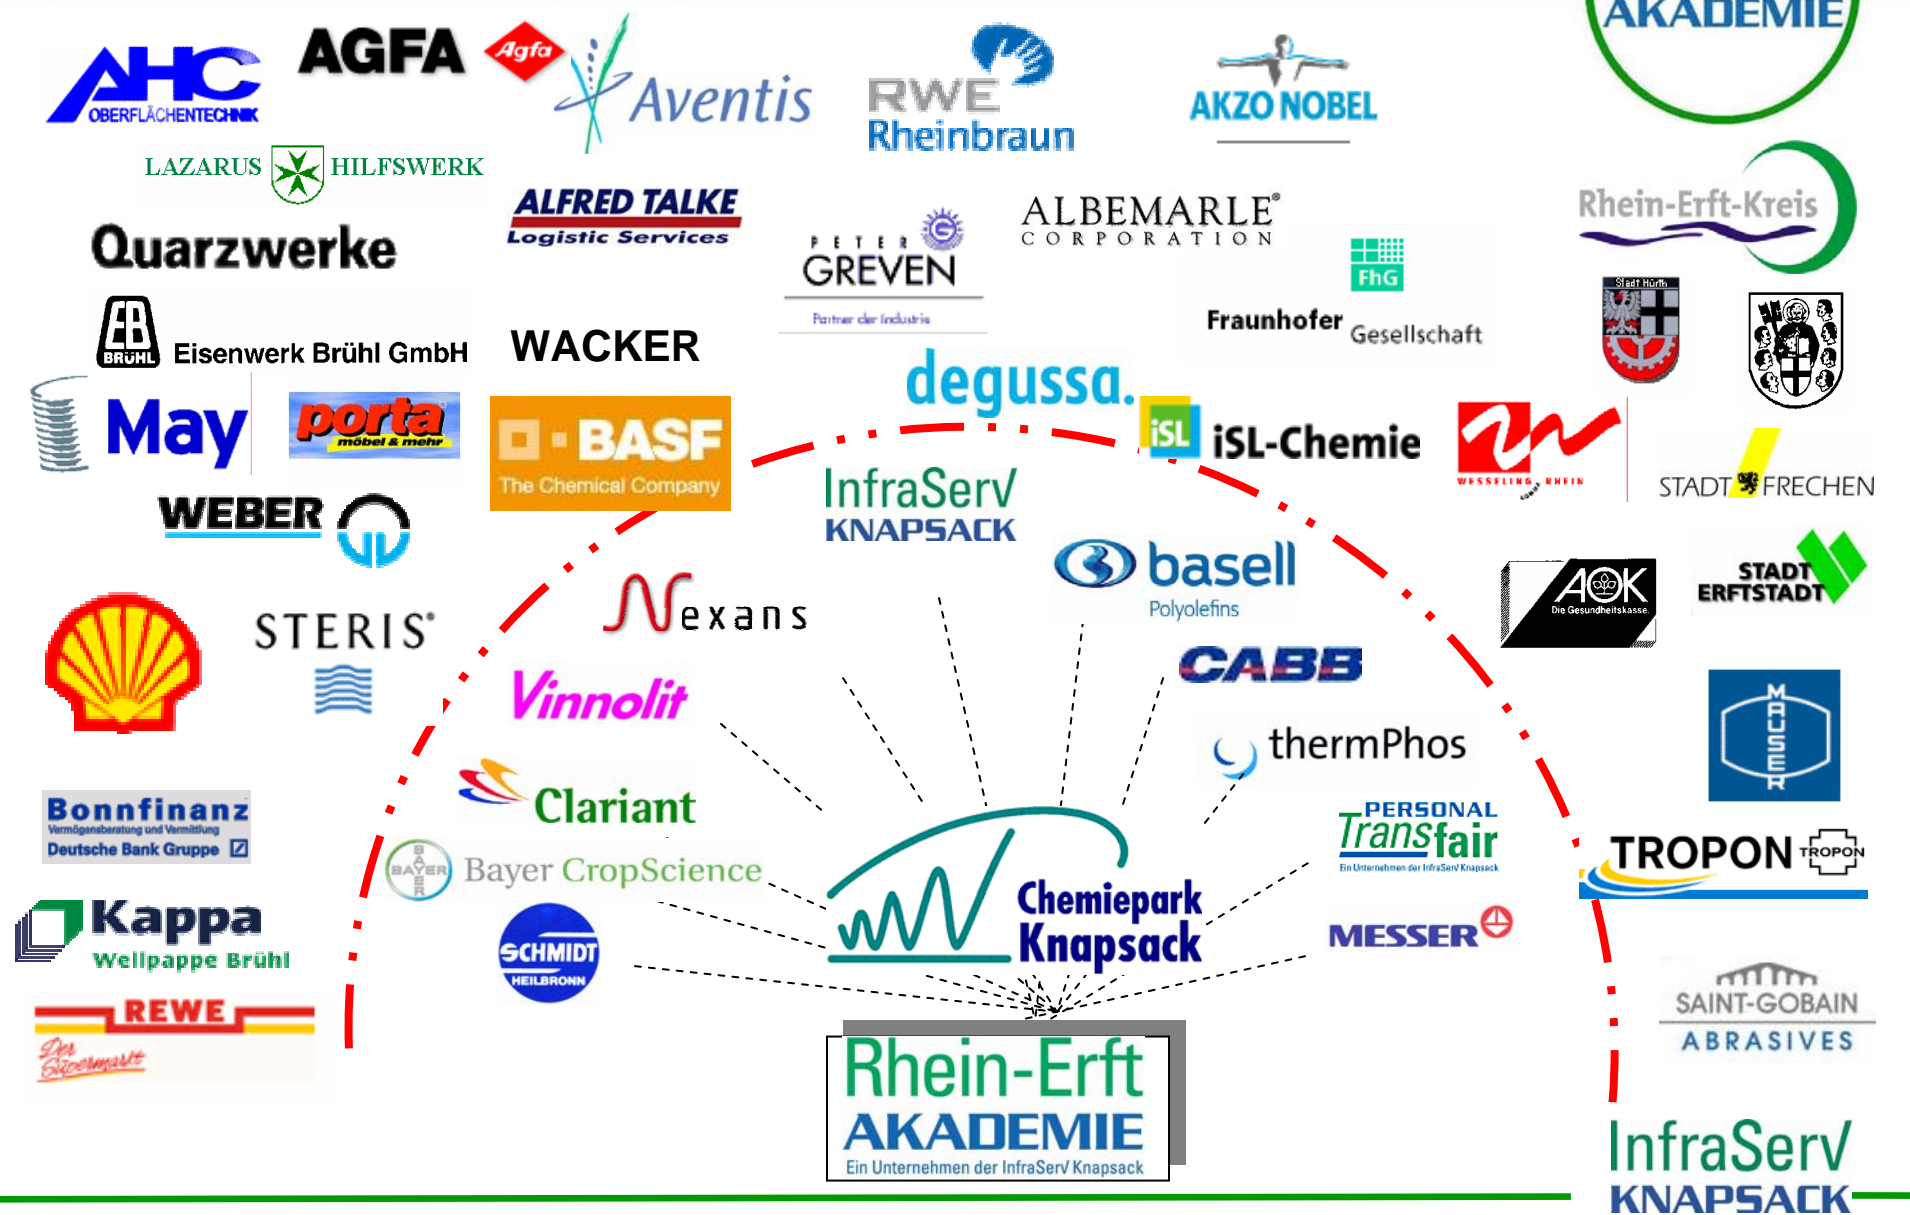 AKADEMIE
AHC
OBERFLÄCHENTECHNIK
AGFA
Agfa
Aventis
RWE
Rheinbraun
AKZO NOBEL
LAZARUS HILFSWERK
ALFRED TALKE
Logistic Services
PETER
GREVEN
Partner der Industrie
ALBEMARLE®
CORPORATION
Rhein-Erft-Kreis
Quarzwerke
FhG
Fraunhofer
Gesellschaft
Stadt Hürth
EB
BRÜHL
Eisenwerk Brühl GmbH
WACKER
degussa.
May
porta
möbel & mehr
BASF
The Chemical Company
iSL
iSL-Chemie
WESSELING RHEIN
STADT FRECHEN
WEBER
InfraServ
KNAPSACK
basell
Polyolefins
AOK
Die Gesundheitskasse.
STADT
ERFTSTADT
STERIS®
Nexans
Vinnolit
CABB
thermPhos
MAUSER
Bonnfinanz
Vermögensberatung und Vermittlung
Deutsche Bank Gruppe
Clariant
BAYER
BAYER
Bayer CropScience
PERSONAL
Transfair
Ein Unternehmen der InfraServ Knapsack
TROPON
TROPON
Kappa
Wellpappe Brühl
SCHMIDT
HEILBRONN
Chemiepark
Knapsack
MESSER
REWE
Der
Supermarkt
SAINT-GOBAIN
ABRASIVES
Rhein-Erft
AKADEMIE
Ein Unternehmen der InfraServ Knapsack
InfraServ
KNAPSACK